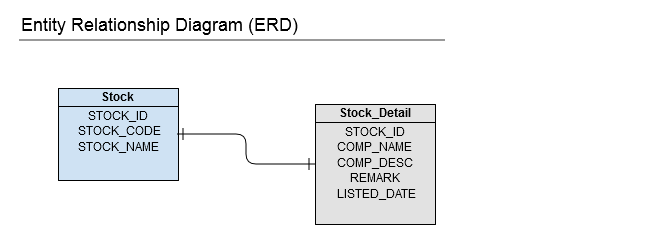 Entity Relationship Diagram (ERD)
Stock
STOCK_ID
STOCK_CODE
STOCK_NAME
Stock_Detail
STOCK_ID
COMP_NAME
COMP_DESC
REMARK
LISTED_DATE